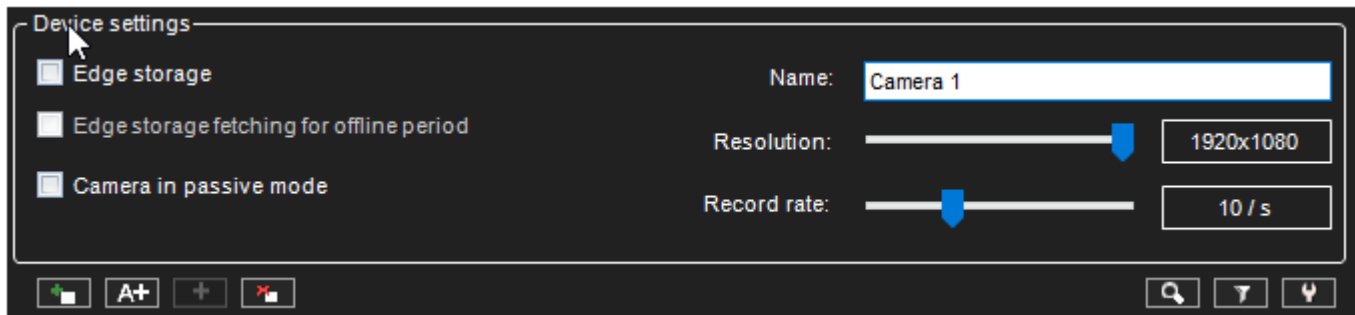 Device settings
Edge storage
Name:
Camera 1
Edge storage fetching for offline period
Resolution:
1920x1080
Camera in passive mode
Record rate:
10 / s
A+